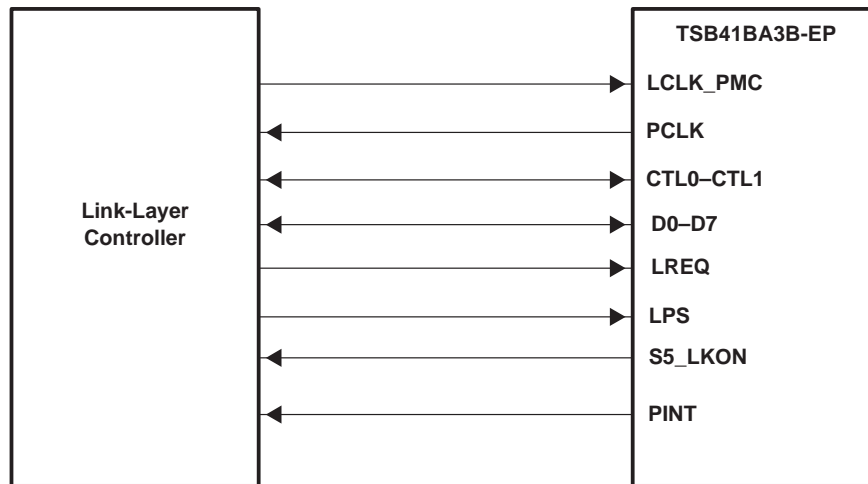 TSB41BA3B-EP
LCLK_PMC
PCLK
CTL0–CTL1
Link-Layer
Controller
D0–D7
LREQ
LPS
S5_LKON
PINT